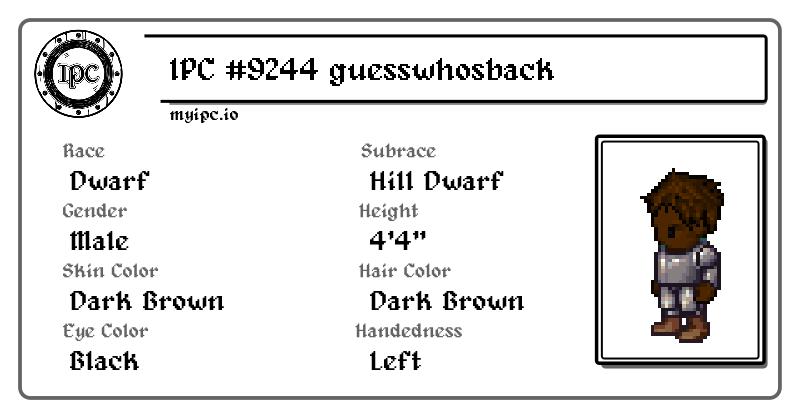 IPC
IPC #9244 guesswhosback
myipc.io
Race
Subrace
Dwarf
Hill Dwarf
Gender
Height
Male
4'4"
Skin Color
Hair Color
Dark Brown
Dark Brown
Eye Color
Handedness
Black
Left